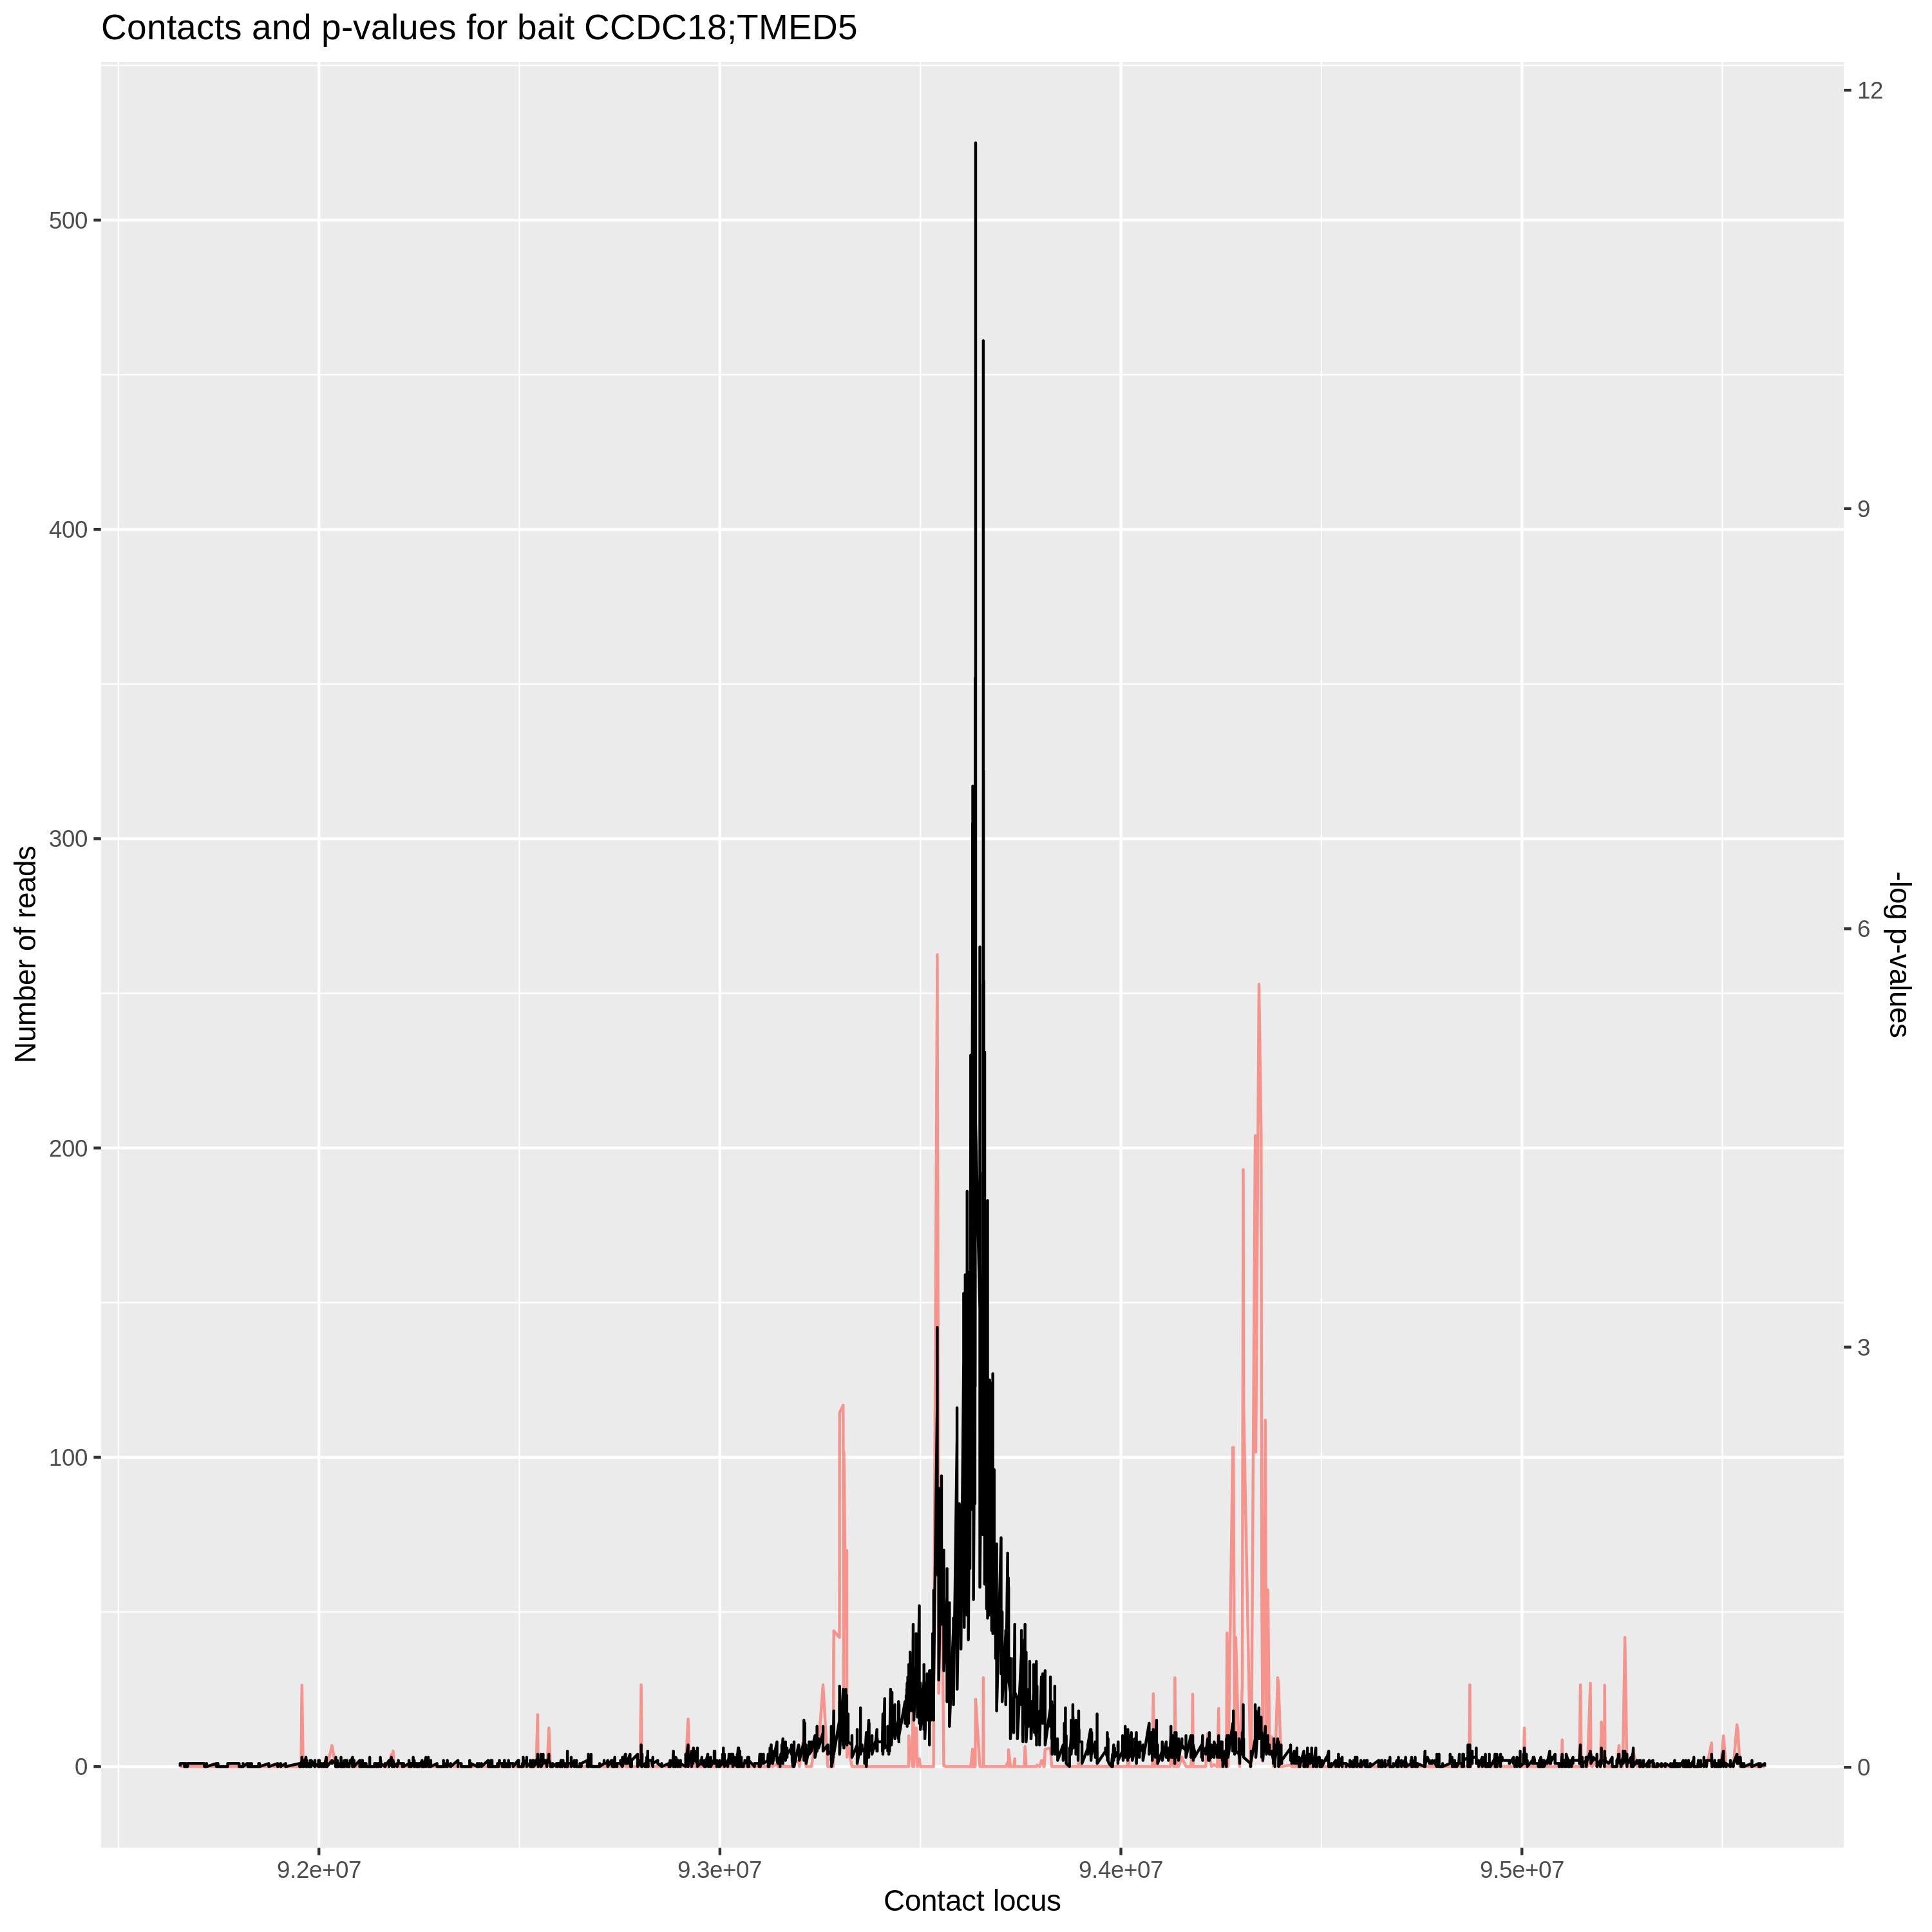 Contacts and p-values for bait CCDC18;TMED5
12
500
9
400
300
Number of reads
-log p-values
6
200
3
100
0
0
9.2e+07
9.3e+07
9.4e+07
9.5e+07
Contact locus